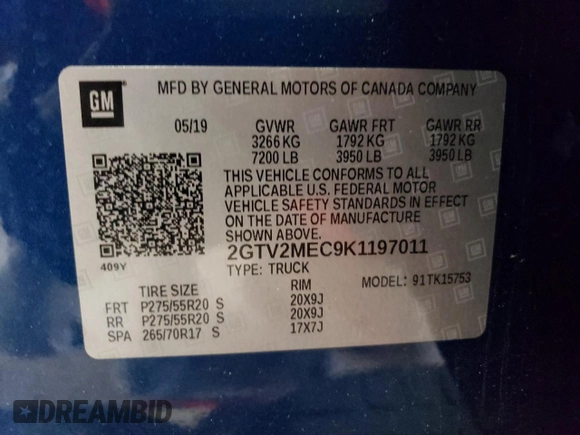 GM
MFD BY GENERAL MOTORS OF CANADA COMPANY
05/19 GVWR GAWR FRT GAWR RR
3266 KG 1792 KG 1792 KG
7200 LB 3950 LB 3950 LB
THIS VEHICLE CONFORMS TO ALL
APPLICABLE U.S. FEDERAL MOTOR
VEHICLE SAFETY STANDARDS IN EFFECT
ON THE DATE OF MANUFACTURE
SHOWN ABOVE.
2GTV2MEC9K1197011
409Y
TYPE: TRUCK
MODEL: 91TK15753
TIRE SIZE RIM
FRT P275/55R20 S 20X9J
RR P275/55R20 S 20X9J
SPA 265/70R17 S 17X7J
DREAMBID